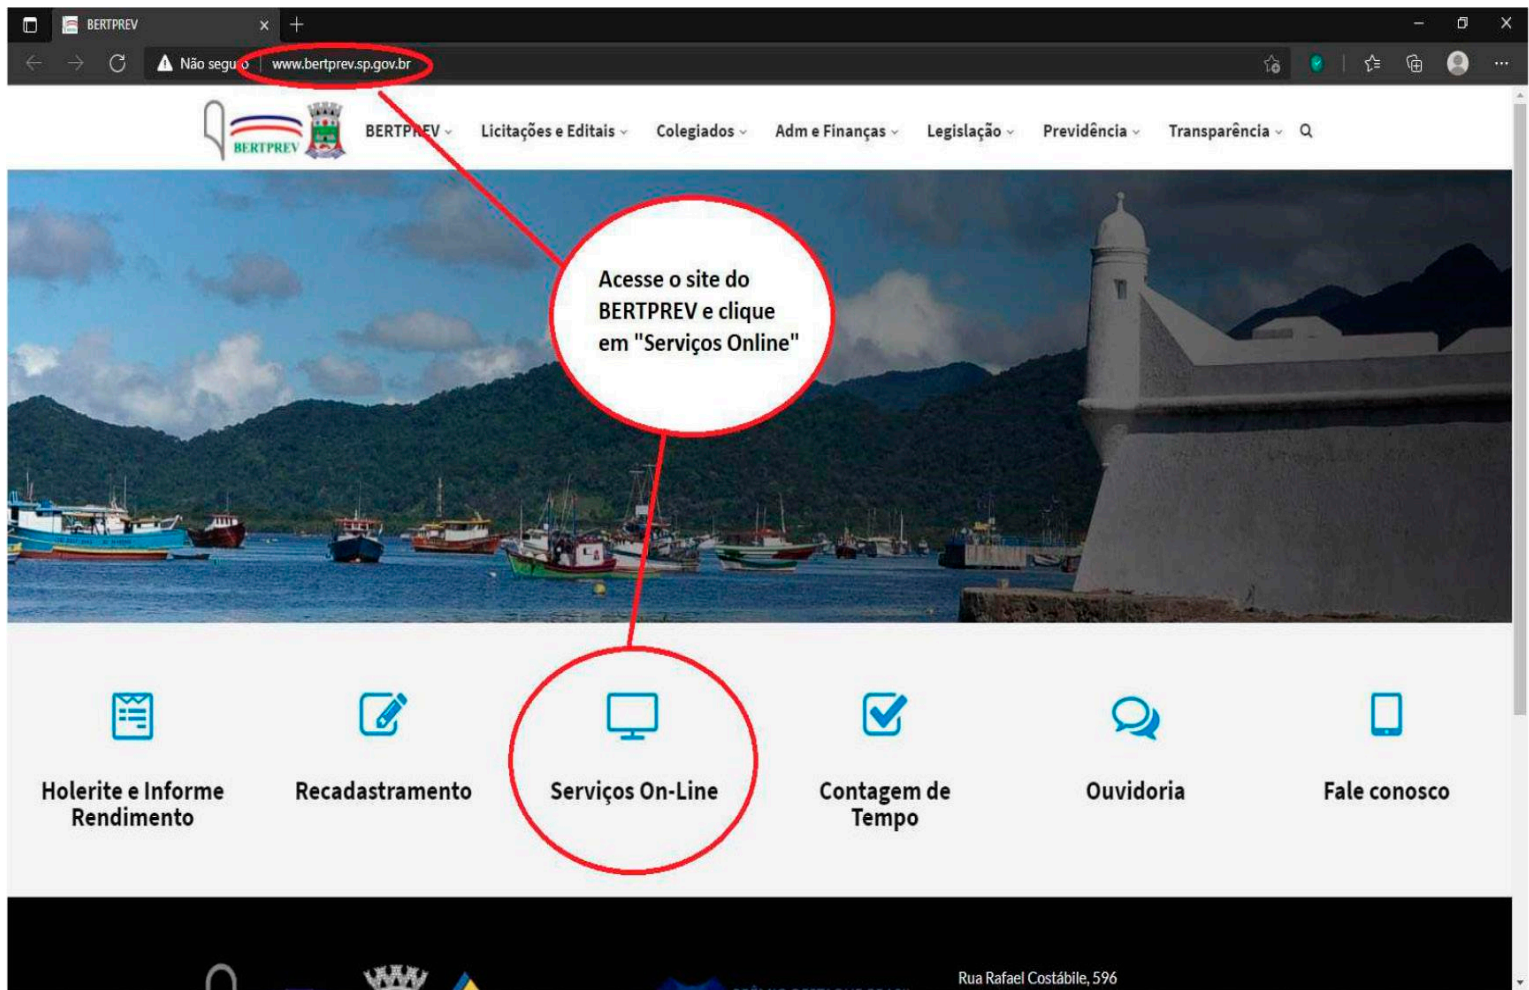 BERTPREV
Não seguro
www.bertprev.sp.gov.br
BERTPREV
BERTPREV
Licitações e Editais
Colegiados
Adm e Finanças
Legislação
Previdência
Transparência
Acesse o site do
BERTPREV e clique
em "Serviços Online"
Holerite e Informe
Rendimento
Recadastramento
Serviços On-Line
Contagem de
Tempo
Ouvidoria
Fale conosco
Rua Rafael Costábile, 596